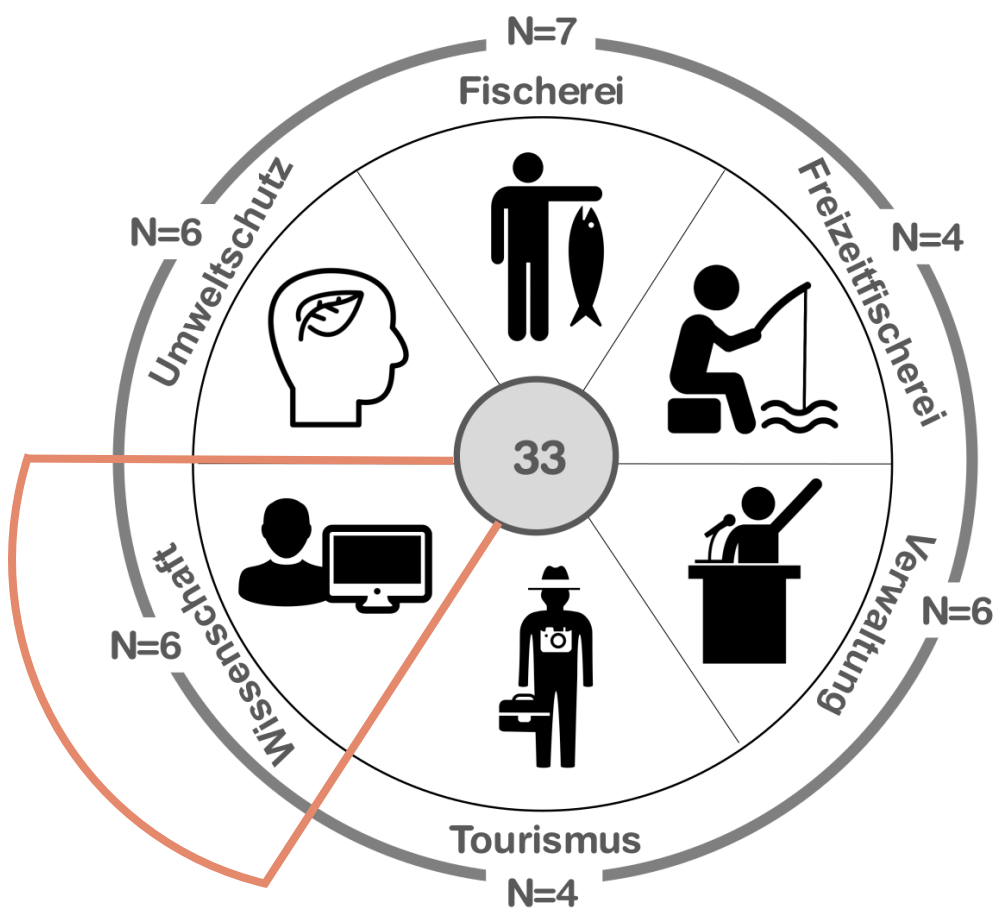 N=7
Fischerei
Freizeitfischerei
N=4
Verwaltung
N=6
Tourismus
N=4
Wissenschaft
N=6
Umweltschutz
N=6
33